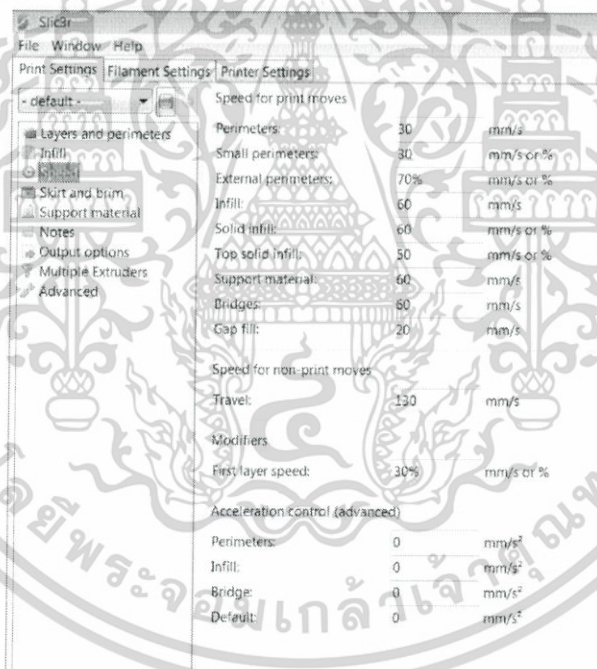 Slic3r
File Window Help
Print Settings Filament Settings Printer Settings
- default -
Layers and perimeters
Infill
Speed
Skirt and brim
Support material
Notes
Output options
Multiple Extruders
Advanced
Speed for print moves
Perimeters: 30 mm/s
Small perimeters: 30 mm/s or %
External perimeters: 70% mm/s or %
Infill: 60 mm/s
Solid infill: 60 mm/s or %
Top solid infill: 50 mm/s or %
Support material: 60 mm/s
Bridges: 60 mm/s
Gap fill: 20 mm/s
Speed for non-print moves
Travel: 130 mm/s
Modifiers
First layer speed: 30% mm/s or %
Acceleration control (advanced)
Perimeters: 0 mm/s²
Infill: 0 mm/s²
Bridge: 0 mm/s²
Default: 0 mm/s²